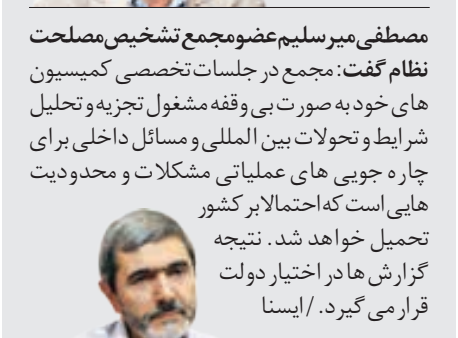 مصطفی میرسلیم عضو مجمع تشخیص مصلحت
نظام گفت: مجمع در جلسات تخصصی کمیسیون
های خود به صورت بی وقفه مشغول تجزیه و تحلیل
شرایط و تحولات بین المللی و مسائل داخلی برای
چاره جویی های عملیاتی مشکلات و محدودیت
هایی است که احتمالا بر کشور
تحمیل خواهد شد. نتیجه
گزارش ها در اختیار دولت
قرار می گیرد. / ایسنا